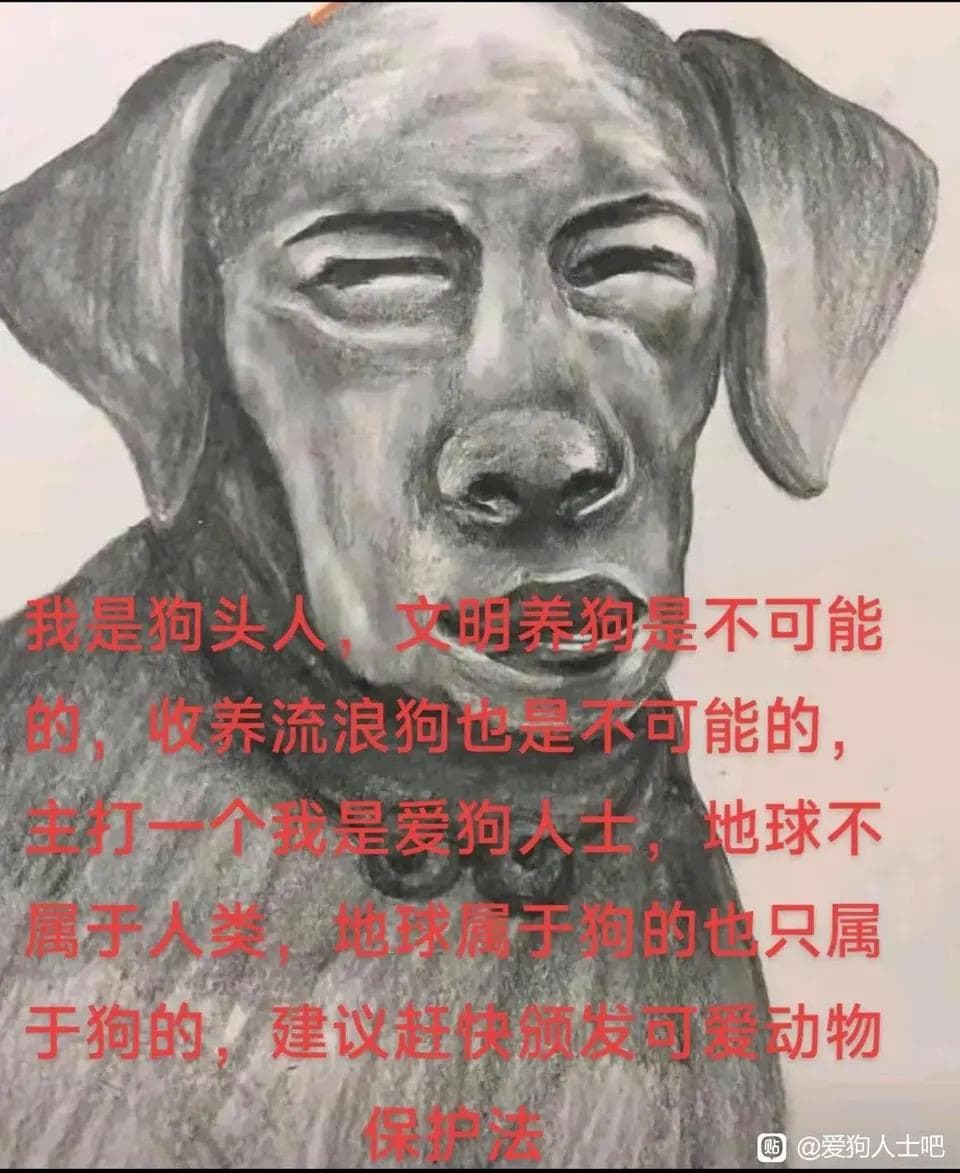 我是狗头人，文明养狗是不可能
的，收养流浪狗也是不可能的，
主打一个我是爱狗人士，地球不
属于人类，地球属于狗的也只属
于狗的，建议赶快颁发可爱动物
保护法
贴 @爱狗人士吧